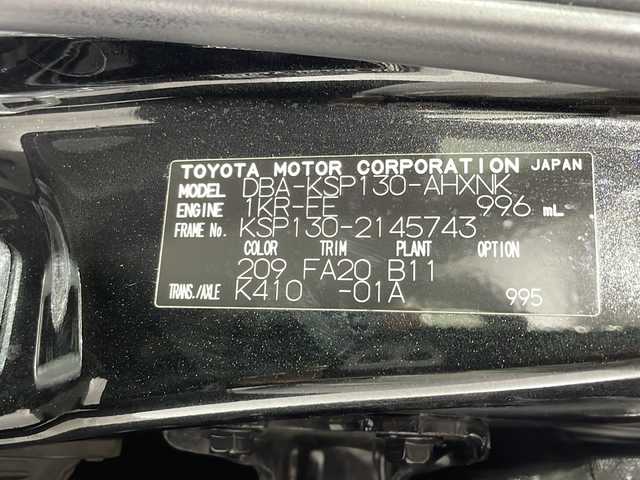 TOYOTA MOTOR CORPORATION JAPAN
MODEL DBA-KSP130-AHXNK
ENGINE 1KR-FE 996 mL
FRAME No. KSP130-2145743
COLOR TRIM PLANT OPTION
209 FA20 B11
TRANS./AXLE K410 -01A 995